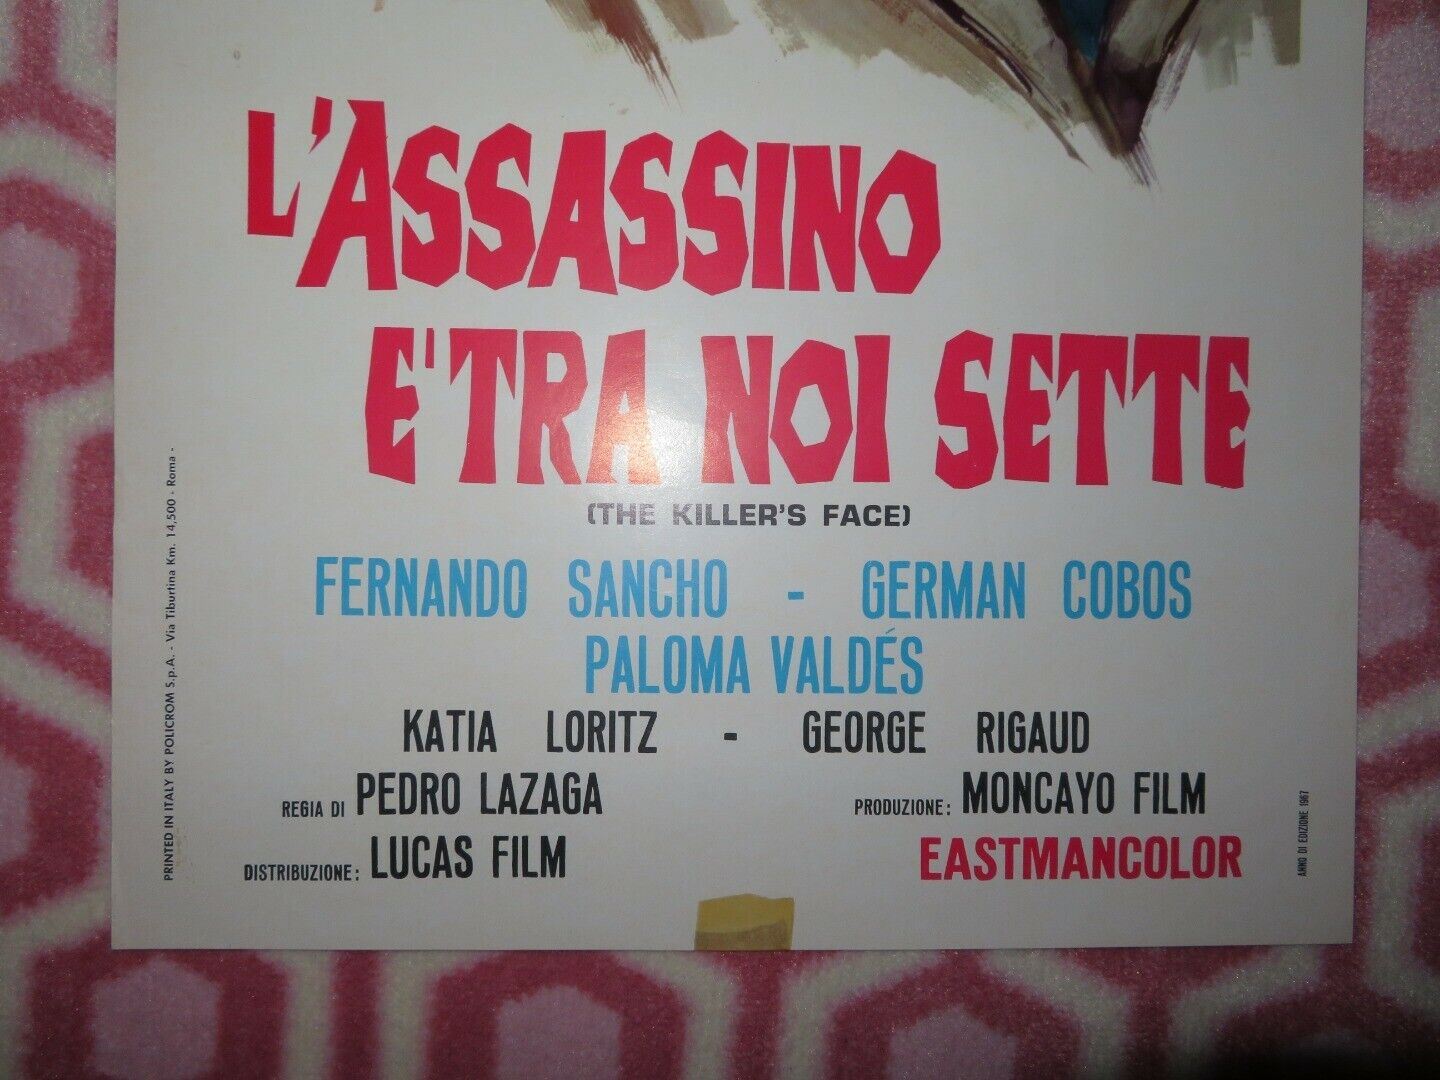 L'ASSASSINO
E' TRA NOI SETTE
(THE KILLER'S FACE)
FERNANDO SANCHO - GERMAN COBOS
PALOMA VALDÉS
KATIA LORITZ - GEORGE RIGAUD
REGIA DI PEDRO LAZAGA PRODUZIONE: MONCAYO FILM
DISTRIBUZIONE: LUCAS FILM EASTMANCOLOR
PRINTED IN ITALY BY POLICROM S.p.A. - Via Tiburtina Km. 14,500 - Roma -
ANNO DI EDIZIONE 1967